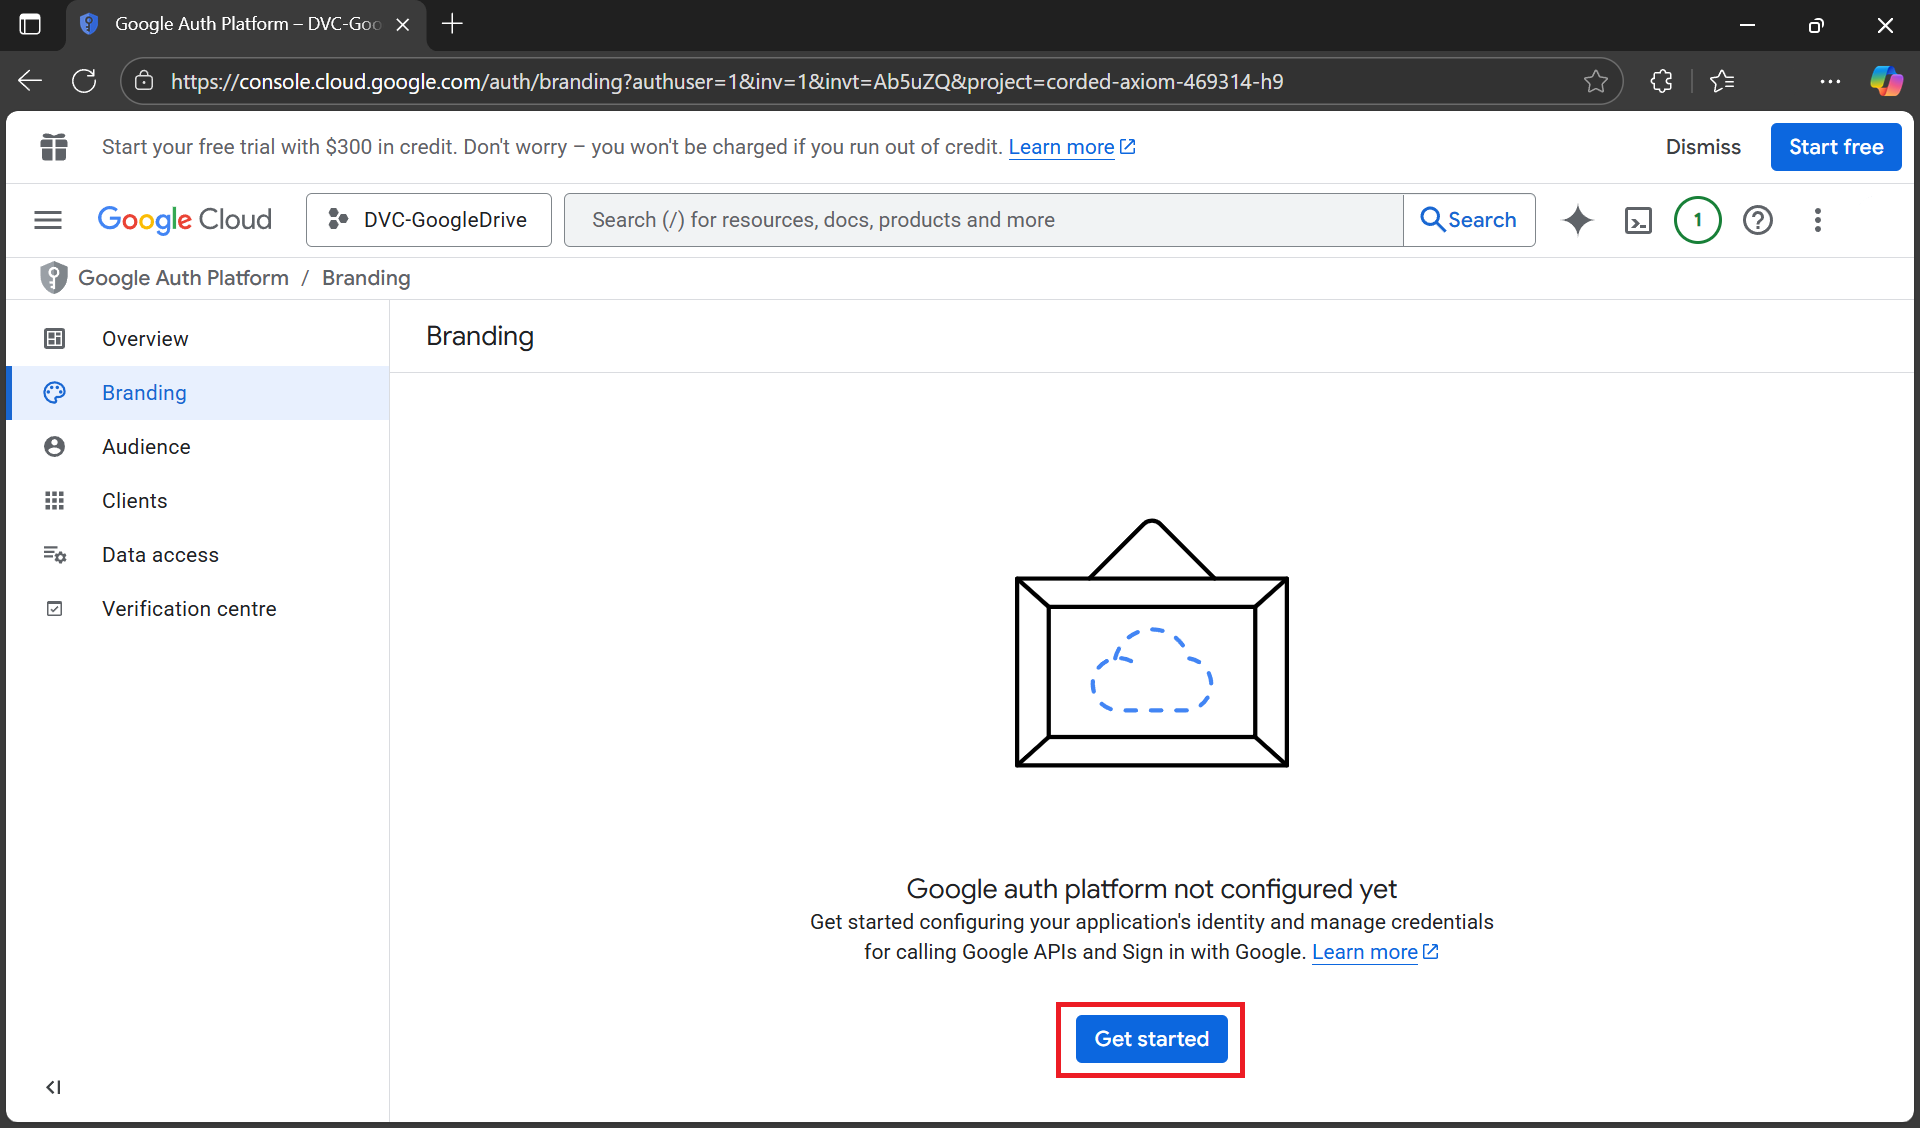 Google Auth Platform – DVC-Goo
https://console.cloud.google.com/auth/branding?authuser=1&inv=1&invt=Ab5uZQ&project=corded-axiom-469314-h9
Start your free trial with $300 in credit. Don't worry – you won't be charged if you run out of credit. Learn more
Dismiss
Start free
Google Cloud
DVC-GoogleDrive
Search (/) for resources, docs, products and more
Search
1
Google Auth Platform / Branding
Overview
Branding
Audience
Clients
Data access
Verification centre
Branding
Google auth platform not configured yet
Get started configuring your application's identity and manage credentials
for calling Google APIs and Sign in with Google. Learn more
Get started